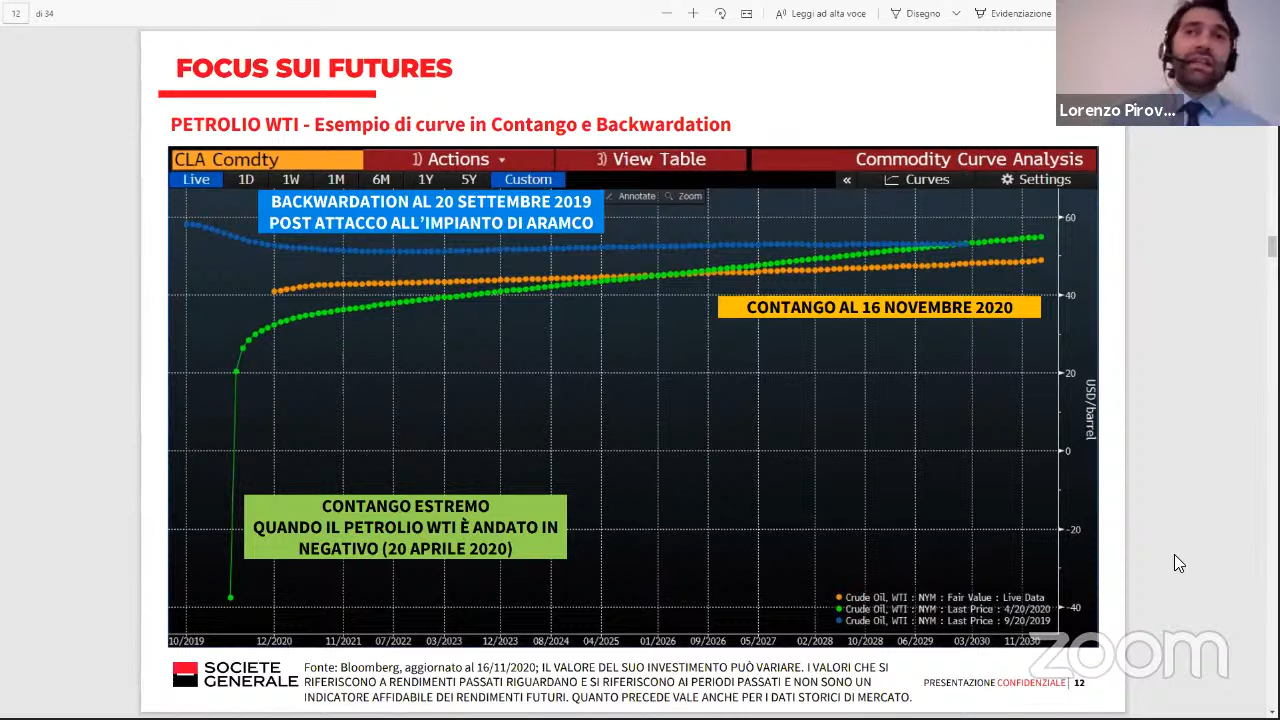 12 di 34
Leggi ad alta voce
Disegno
Evidenziazione
Lorenzo Pirov...
FOCUS SUI FUTURES
PETROLIO WTI - Esempio di curve in Contango e Backwardation
CLA Comdty
1) Actions
3) View Table
Commodity Curve Analysis
Live 1D 1W 1M 6M 1Y 5Y Custom
« Curves Settings
Annotate Zoom
BACKWARDATION AL 20 SETTEMBRE 2019
POST ATTACCO ALL'IMPIANTO DI ARAMCO
CONTANGO AL 16 NOVEMBRE 2020
CONTANGO ESTREMO
QUANDO IL PETROLIO WTI È ANDATO IN
NEGATIVO (20 APRILE 2020)
60
40
20
0
-20
-40
USD/barrel
Crude Oil, WTI : NYM : Fair Value : Live Data
Crude Oil, WTI : NYM : Last Price : 4/20/2020
Crude Oil, WTI : NYM : Last Price : 9/20/2019
10/2019 12/2020 11/2021 07/2022 03/2023 12/2023 08/2024 04/2025 01/2026 09/2026 05/2027 02/2028 10/2028 06/2029 03/2030 11/2030
zoom
SOCIETE
GENERALE
Fonte: Bloomberg, aggiornato al 16/11/2020; IL VALORE DEL SUO INVESTIMENTO PUÒ VARIARE. I VALORI CHE SI
RIFERISCONO A RENDIMENTI PASSATI RIGUARDANO E SI RIFERISCONO AI PERIODI PASSATI E NON SONO UN
INDICATORE AFFIDABILE DEI RENDIMENTI FUTURI. QUANTO PRECEDE VALE ANCHE PER I DATI STORICI DI MERCATO.
PRESENTAZIONE CONFIDENZIALE | 12